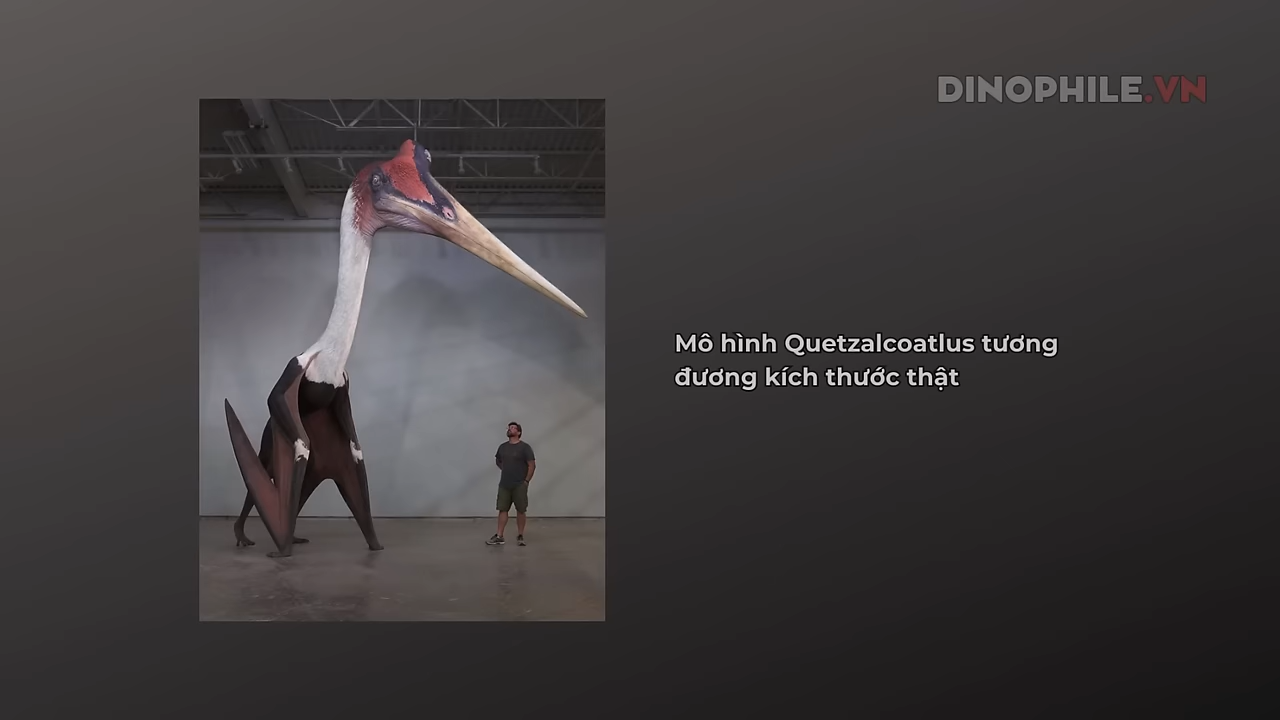 DINOPHILE.VN
Mô hình Quetzalcoatlus tương
đương kích thước thật